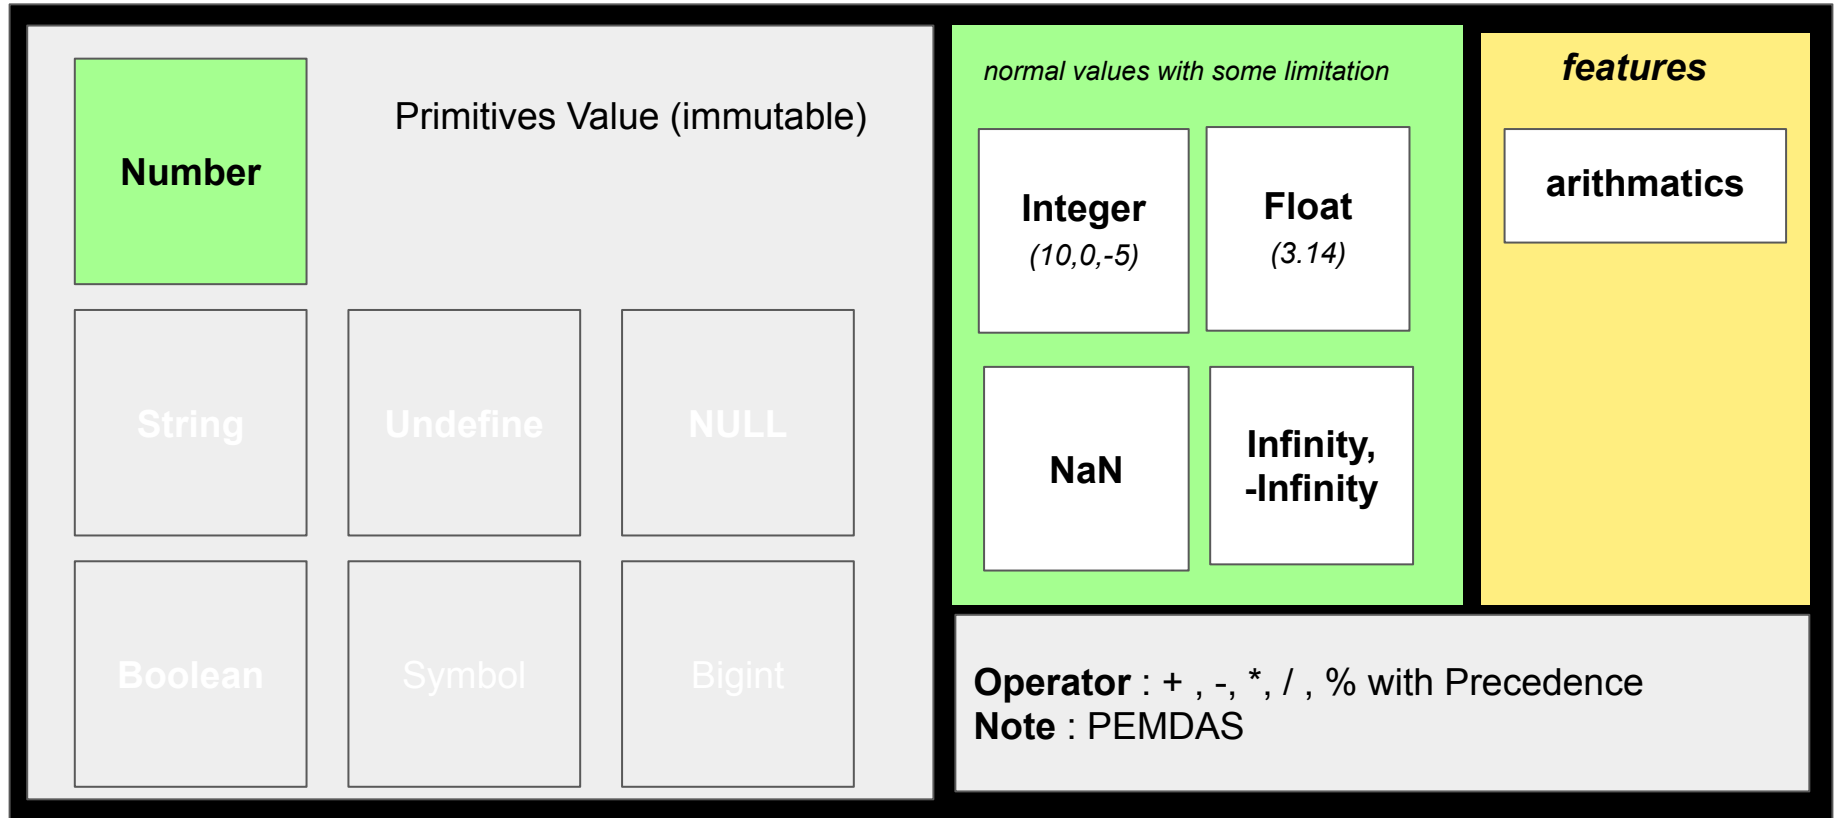 Primitives Value (immutable)
Number
String
Undefine
NULL
Boolean
Symbol
Bigint
normal values with some limitation
Integer
(10,0,-5)
Float
(3.14)
NaN
Infinity,
-Infinity
features
arithmatics
Operator : + , -, *, / , % with Precedence
Note : PEMDAS